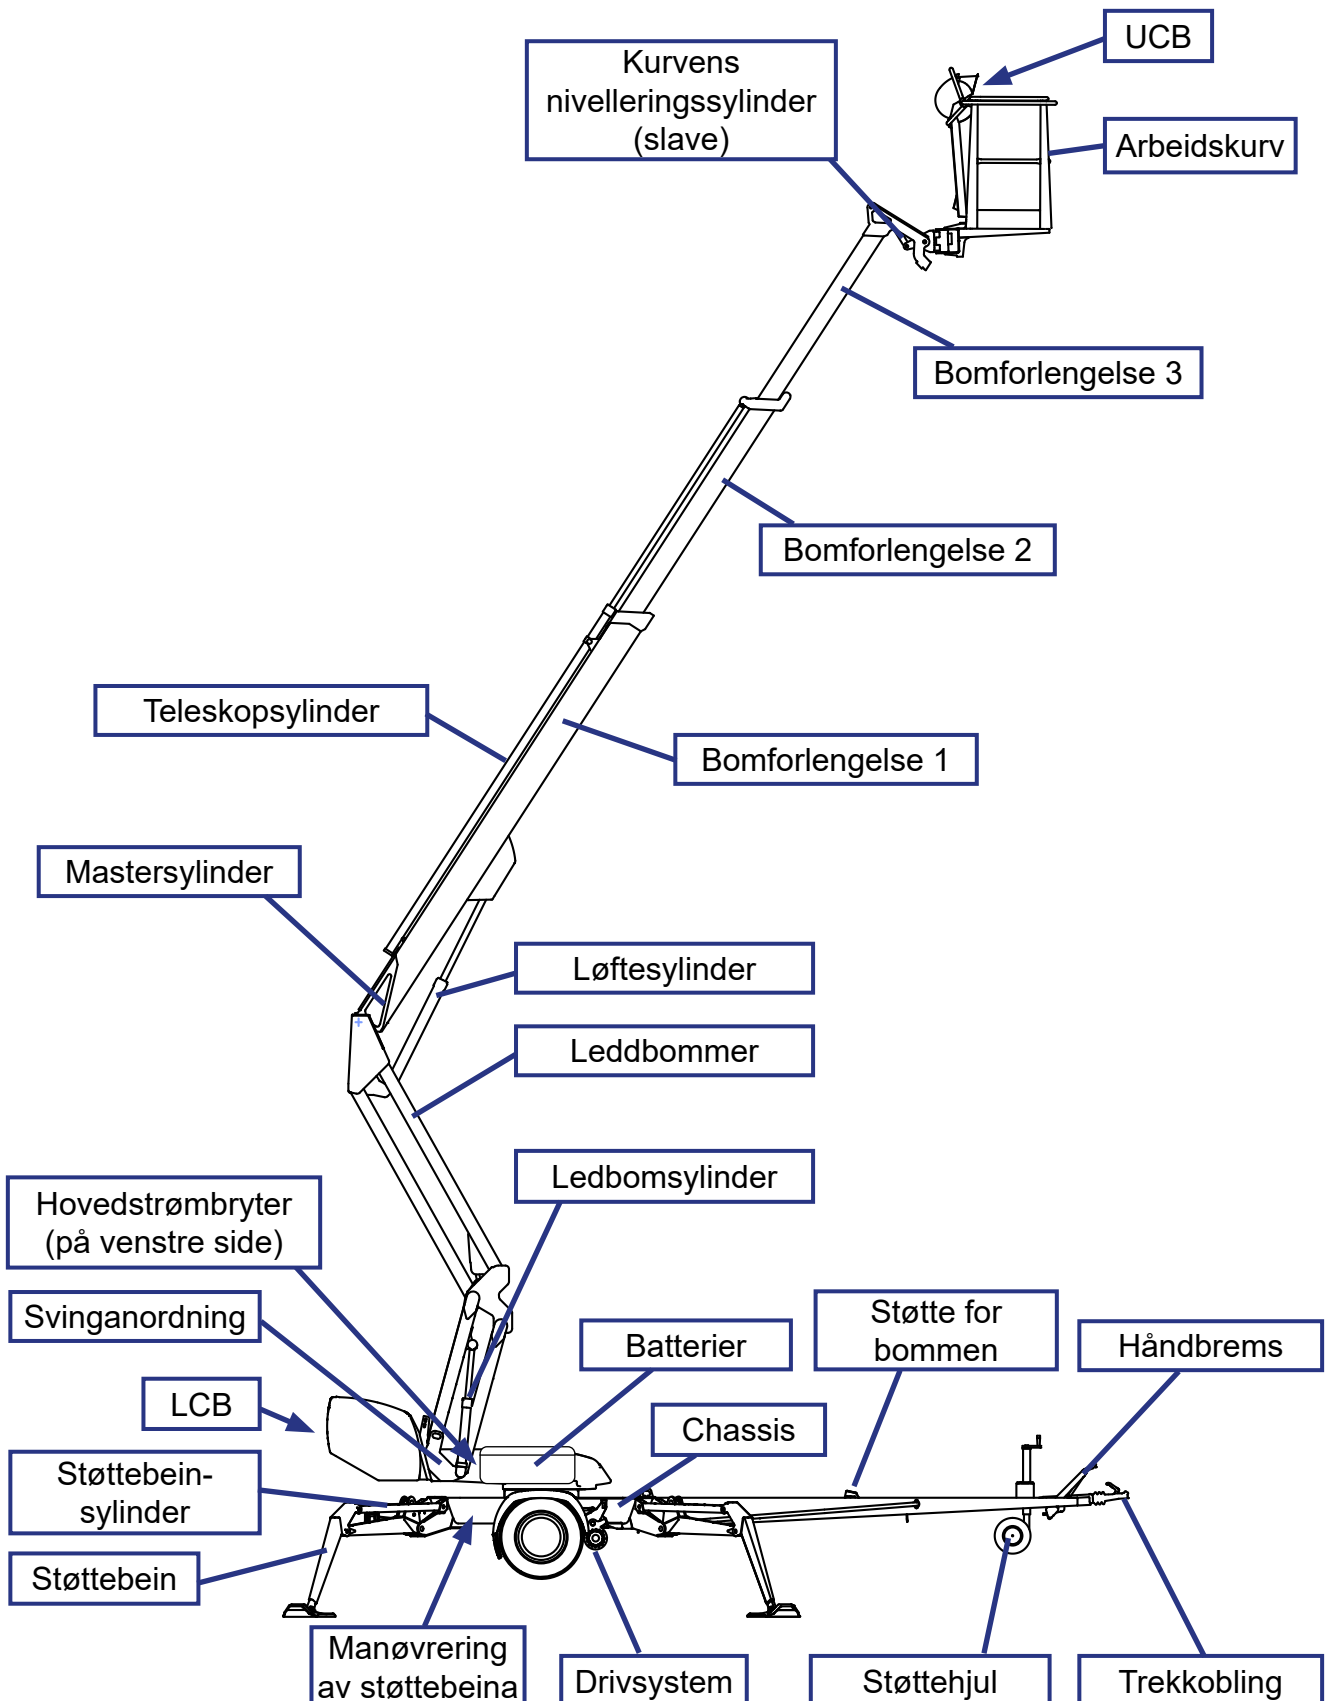 UCB
Kurvens
nivelleringssylinder
(slave)
Arbeidskurv
Bomforlengelse 3
Bomforlengelse 2
Teleskopsylinder
Bomforlengelse 1
Mastersylinder
Løftesylinder
Leddbommer
Ledbomsylinder
Hovedstrømbryter
(på venstre side)
Svinganordning
Batterier
Støtte for
bommen
Håndbrems
LCB
Chassis
Støttebein-
sylinder
Støttebein
Manøvrering
av støttebeina
Drivsystem
Støttehjul
Trekkobling